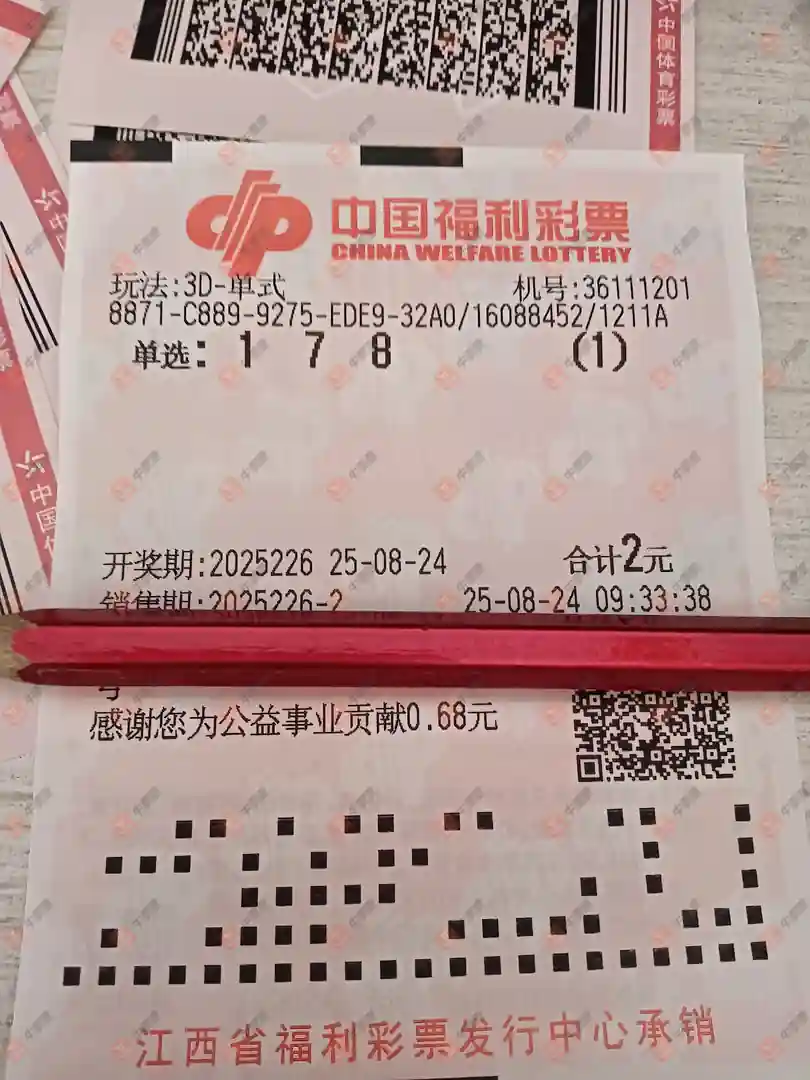 中国体育彩票
中国福利彩票
CHINA WELFARE LOTTERY
玩法:3D-单式 机号:36111201
8871-C889-9275-EDE9-32A0/16088452/1211A
单选: 1 7 8 (1)
开奖期:2025226 25-08-24 合计2元
销售期:2025226-2 25-08-24 09:33:38
号
感谢您为公益事业贡献0.68元
江西省福利彩票发行中心承销